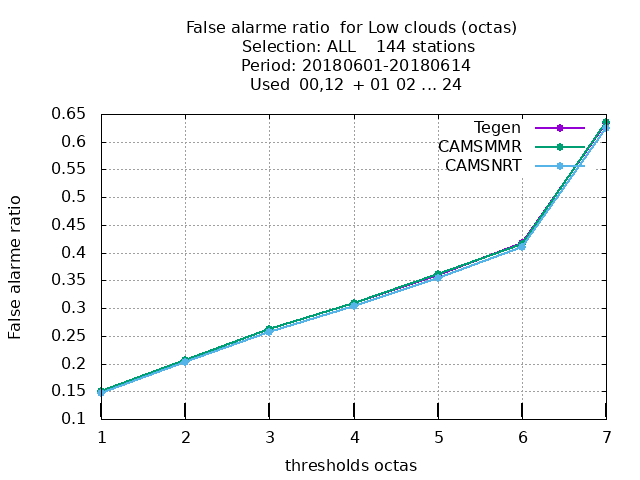 False alarme ratio  for Low clouds (octas)
Selection: ALL    144 stations
Period: 20180601-20180614
Used  00,12  + 01 02 ... 24
Tegen
CAMSMMR
CAMSNRT
False alarme ratio
0.65
0.6
0.55
0.5
0.45
0.4
0.35
0.3
0.25
0.2
0.15
0.1
1 2 3 4 5 6 7
thresholds octas